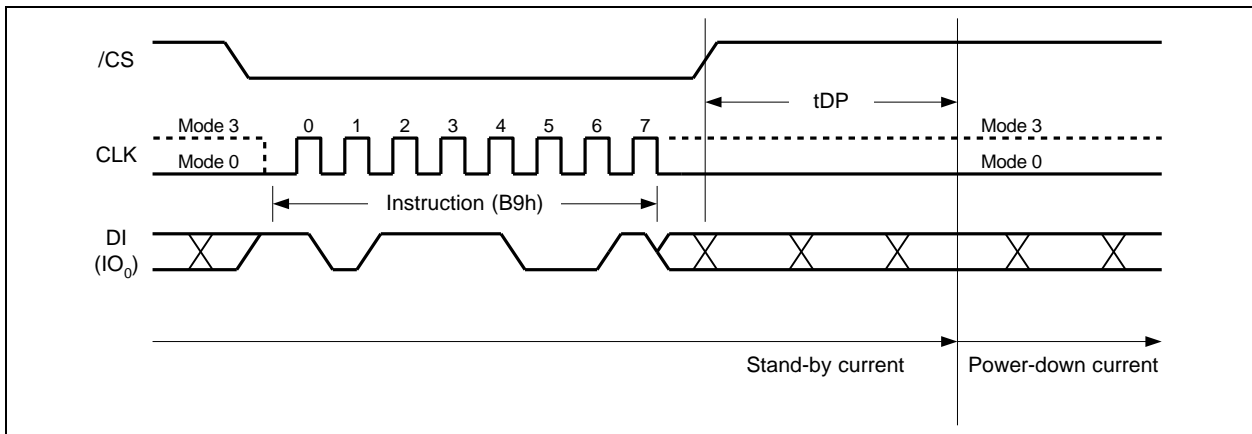 /CS
tDP
Mode 3
0 1 2 3 4 5 6 7
Mode 3
CLK
Mode 0
Mode 0
Instruction (B9h)
DI
(IO₀)
Stand-by current
Power-down current